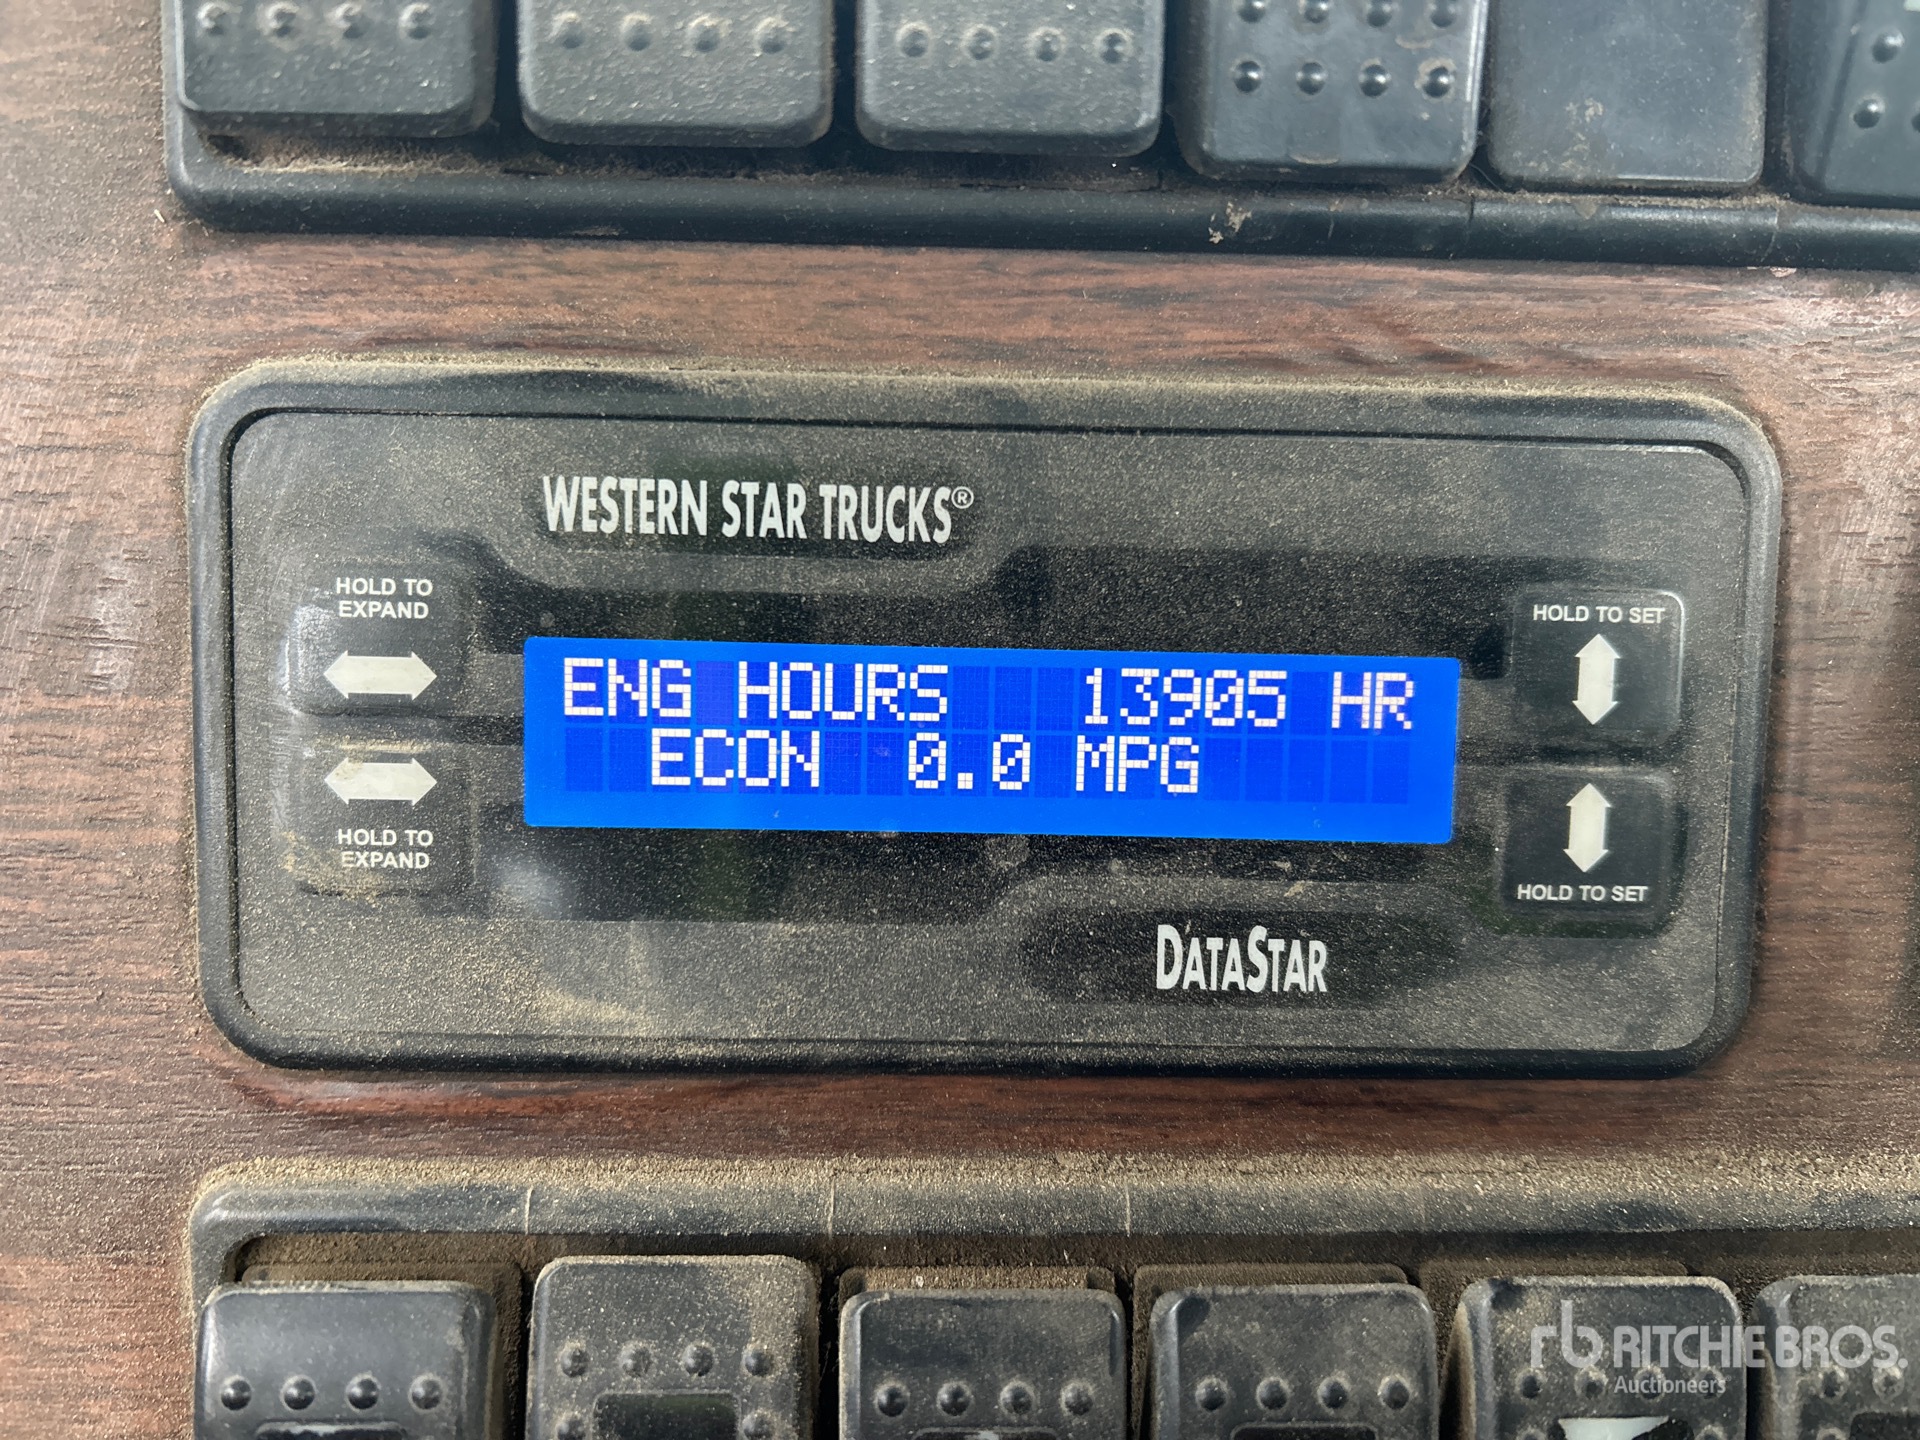 WESTERN STAR TRUCKS®
HOLD TO
EXPAND
HOLD TO SET
ENG HOURS 13905 HR
ECON 0.0 MPG
HOLD TO
EXPAND
HOLD TO SET
DATASTAR
rb RITCHIE BROS.
Auctioneers